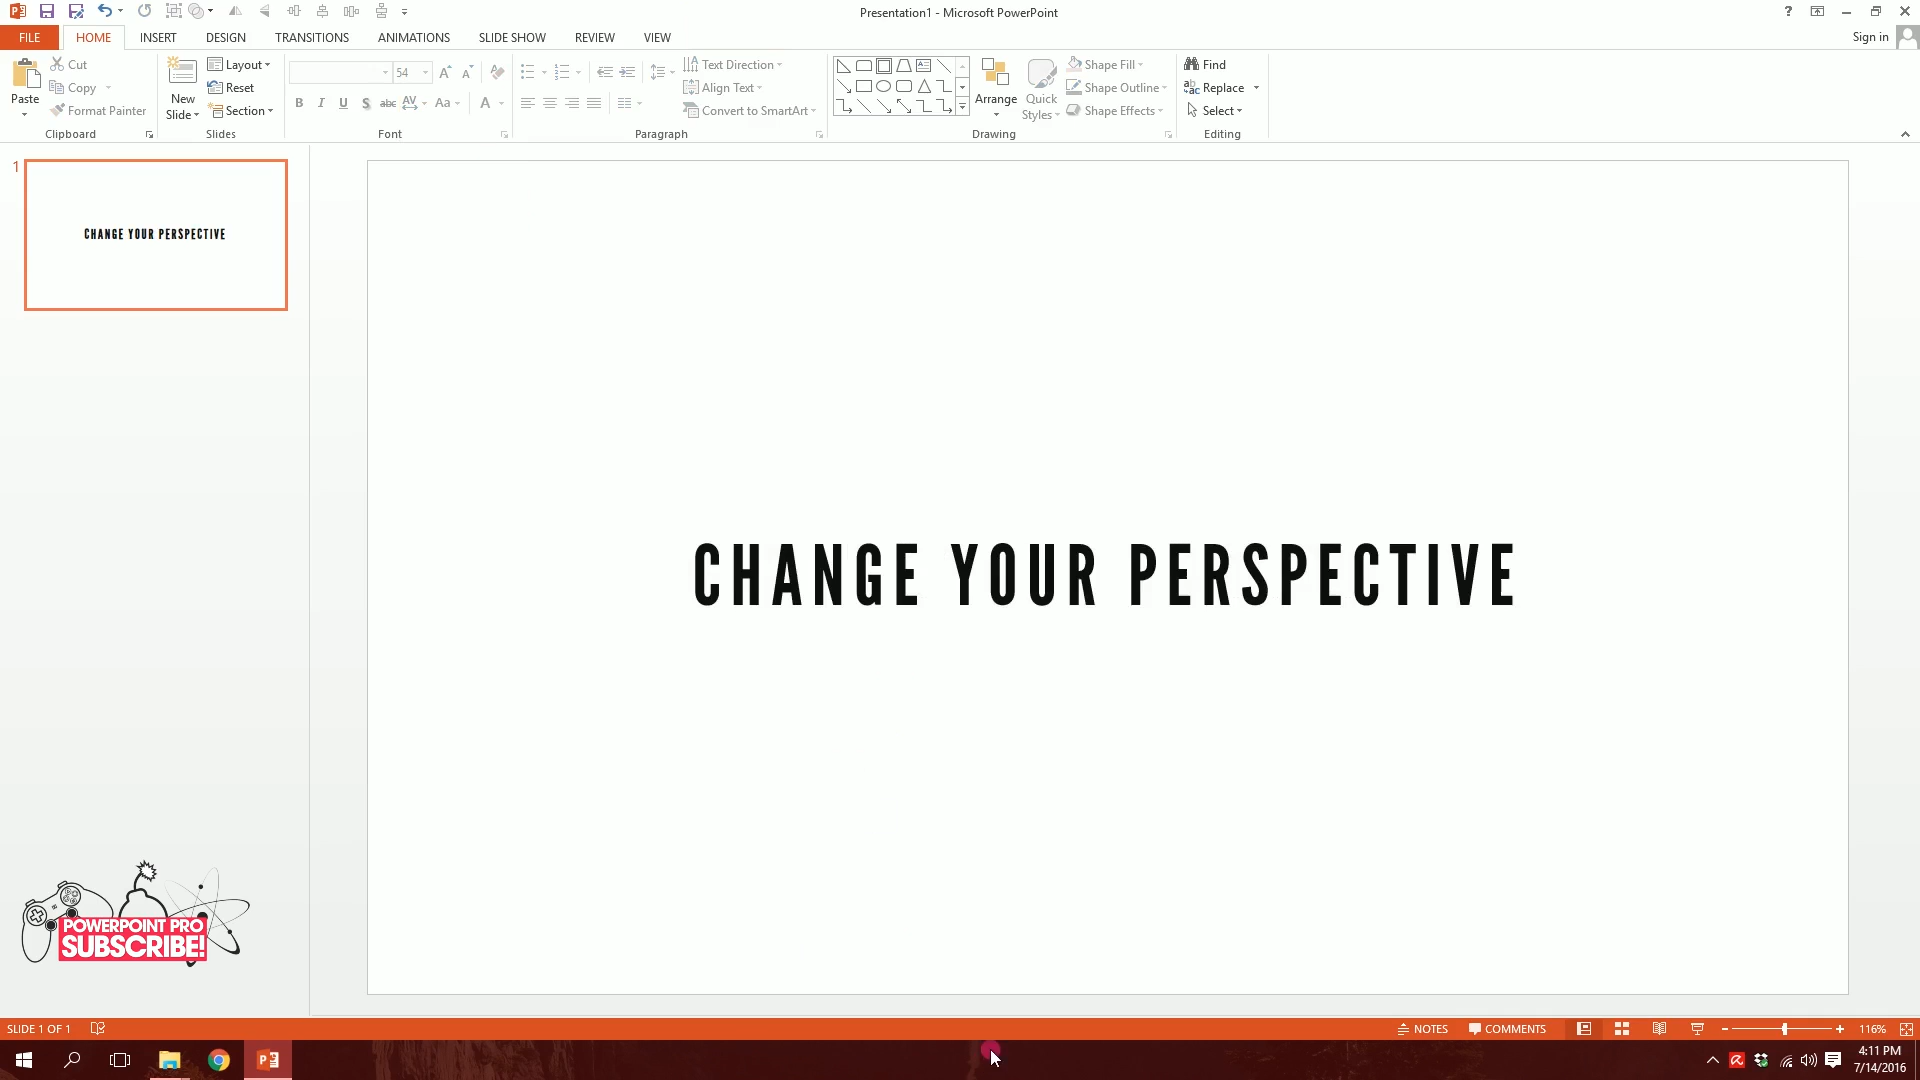 Presentation1 - Microsoft PowerPoint
?
FILE HOME INSERT DESIGN TRANSITIONS ANIMATIONS SLIDE SHOW REVIEW VIEW Sign in
Paste
Cut
Copy
Format Painter
Clipboard
New
Slide
Layout
Reset
Section
Slides
54
B I U S abc AV Aa A
Font
Text Direction
Align Text
Convert to SmartArt
Paragraph
Arrange
Quick
Styles
Shape Fill
Shape Outline
Shape Effects
Drawing
Find
Replace
Select
Editing
1
CHANGE YOUR PERSPECTIVE
CHANGE YOUR PERSPECTIVE
POWERPOINT PRO
SUBSCRIBE!
SLIDE 1 OF 1 NOTES COMMENTS 116%
4:11 PM
7/14/2016